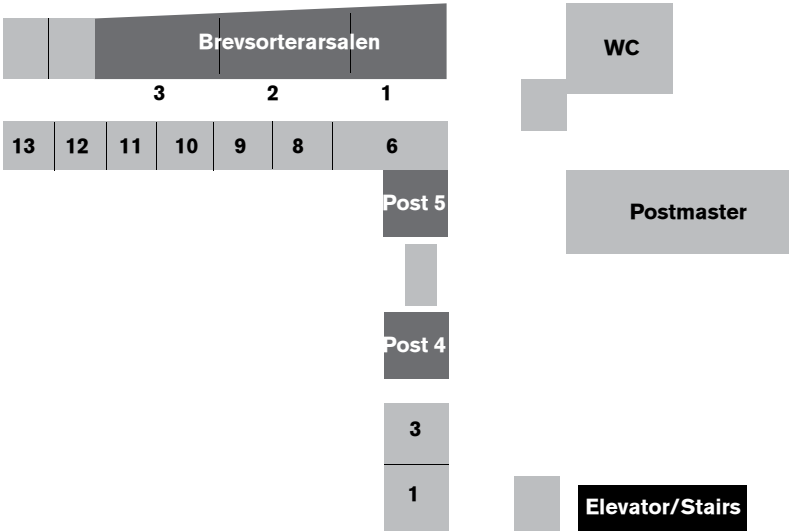 Brevsorterarsalen
WC
3 2 1
13 12 11 10 9 8 6
Post 5
Postmaster
Post 4
3
1
Elevator/Stairs